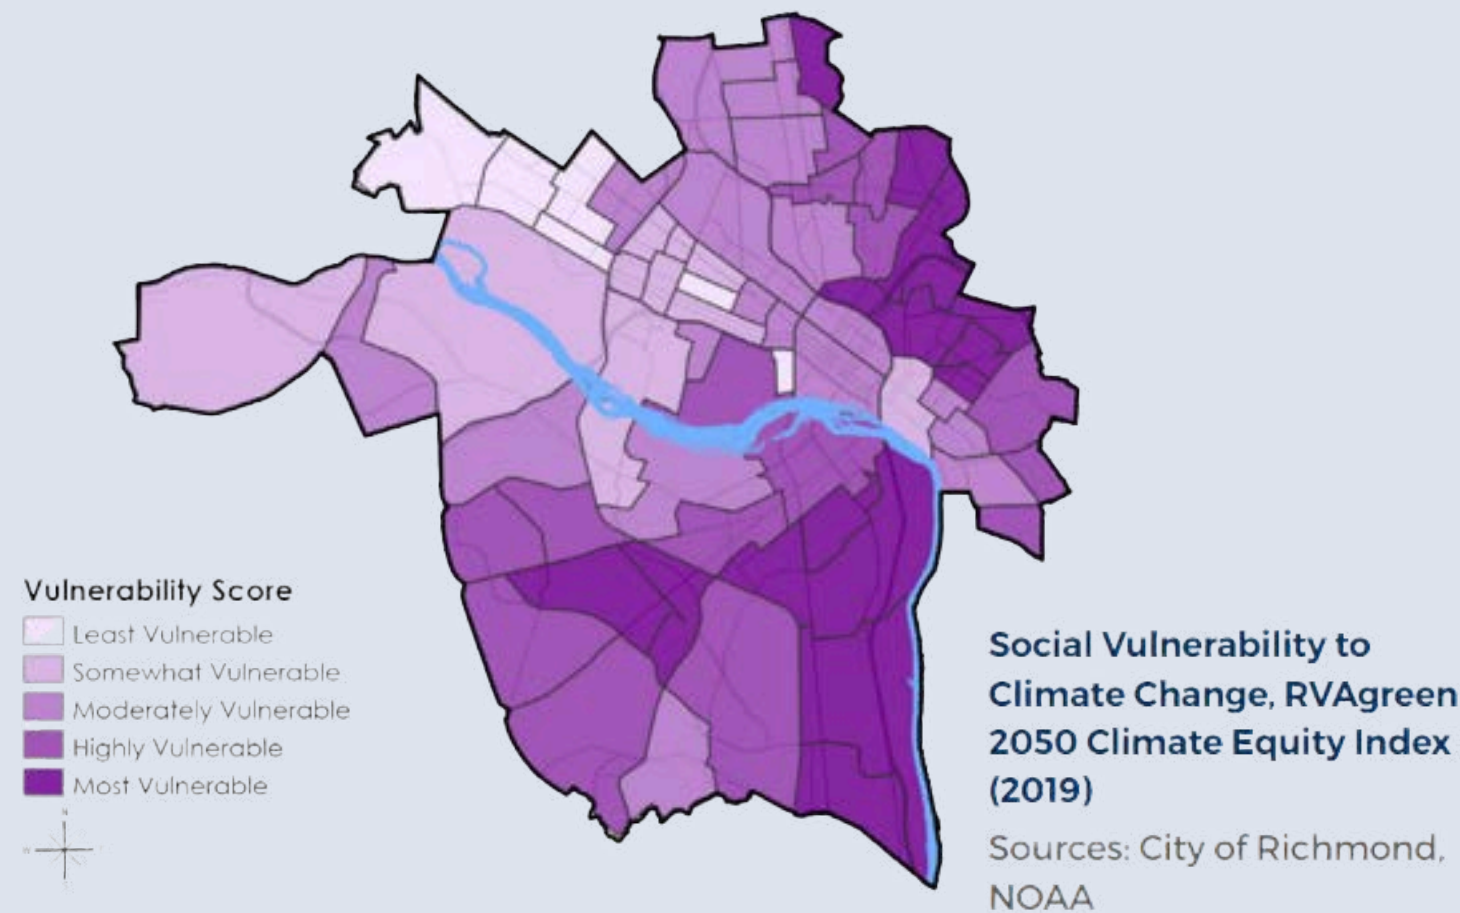 Vulnerability Score
Least Vulnerable
Somewhat Vulnerable
Moderately Vulnerable
Highly Vulnerable
Most Vulnerable
N
Social Vulnerability to
Climate Change, RVAgreen
2050 Climate Equity Index
(2019)
Sources: City of Richmond,
NOAA